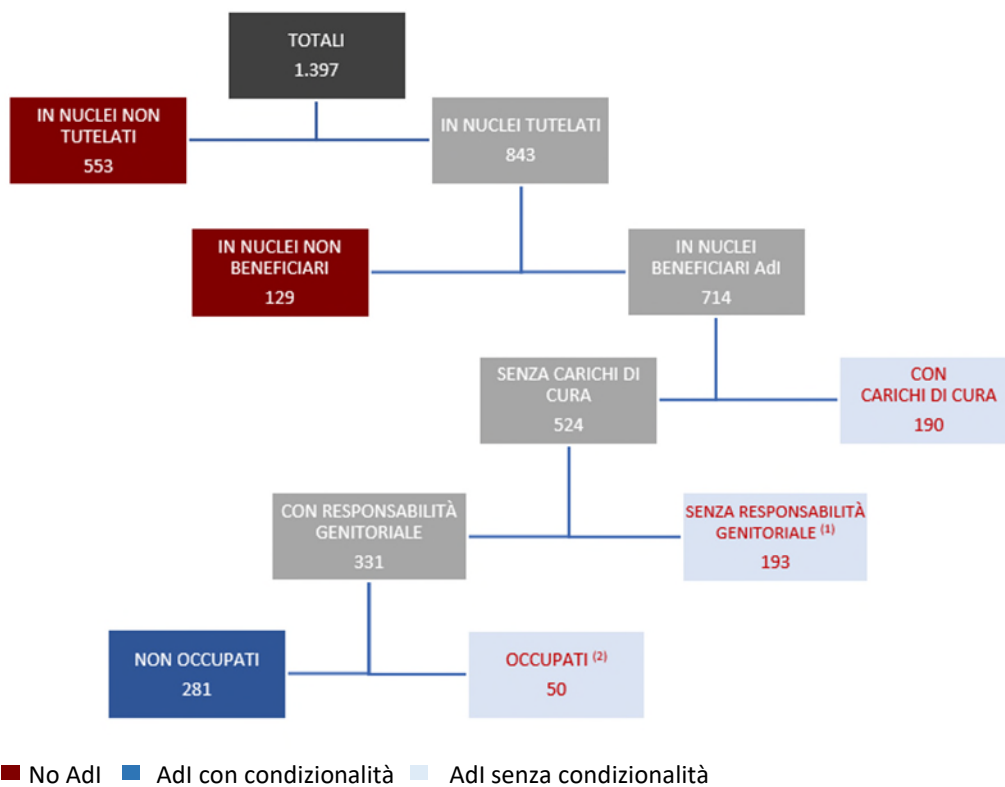 TOTALI
1.397
IN NUCLEI NON
TUTELATI
553
IN NUCLEI TUTELATI
843
IN NUCLEI NON
BENEFICIARI
129
IN NUCLEI
BENEFICIARI AdI
714
SENZA CARICHI DI
CURA
524
CON
CARICHI DI CURA
190
CON RESPONSABILITÀ
GENITORIALE
331
SENZA RESPONSABILITÀ
GENITORIALE (1)
193
NON OCCUPATI
281
OCCUPATI (2)
50
No AdI AdI con condizionalità AdI senza condizionalità